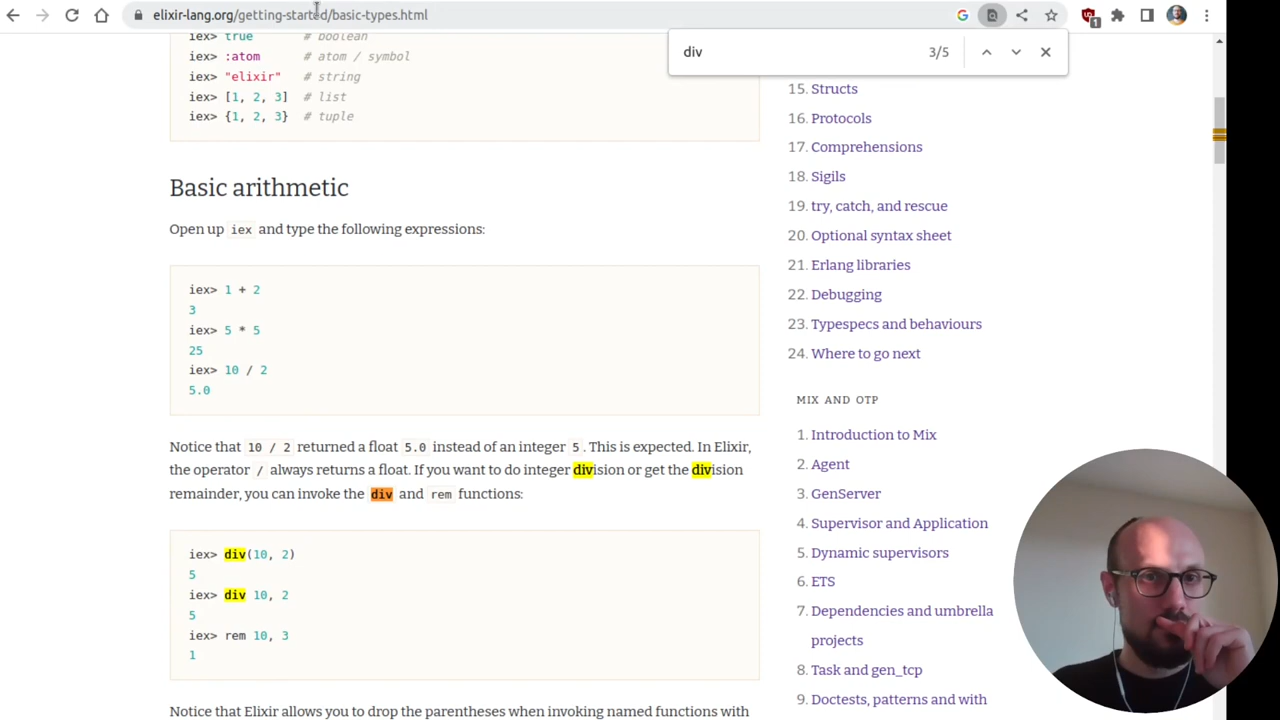 elixir-lang.org/getting-started/basic-types.html
1
div
3/5
iex> true # boolean
iex> :atom # atom / symbol
iex> "elixir" # string
iex> [1, 2, 3] # list
iex> {1, 2, 3} # tuple
Basic arithmetic
Open up iex and type the following expressions:
iex> 1 + 2
3
iex> 5 * 5
25
iex> 10 / 2
5.0
Notice that 10 / 2 returned a float 5.0 instead of an integer 5. This is expected. In Elixir,
the operator / always returns a float. If you want to do integer division or get the division
remainder, you can invoke the div and rem functions:
iex> div(10, 2)
5
iex> div 10, 2
5
iex> rem 10, 3
1
Notice that Elixir allows you to drop the parentheses when invoking named functions with
15. Structs
16. Protocols
17. Comprehensions
18. Sigils
19. try, catch, and rescue
20. Optional syntax sheet
21. Erlang libraries
22. Debugging
23. Typespecs and behaviours
24. Where to go next
MIX AND OTP
1. Introduction to Mix
2. Agent
3. GenServer
4. Supervisor and Application
5. Dynamic supervisors
6. ETS
7. Dependencies and umbrella
projects
8. Task and gen_tcp
9. Doctests, patterns and with